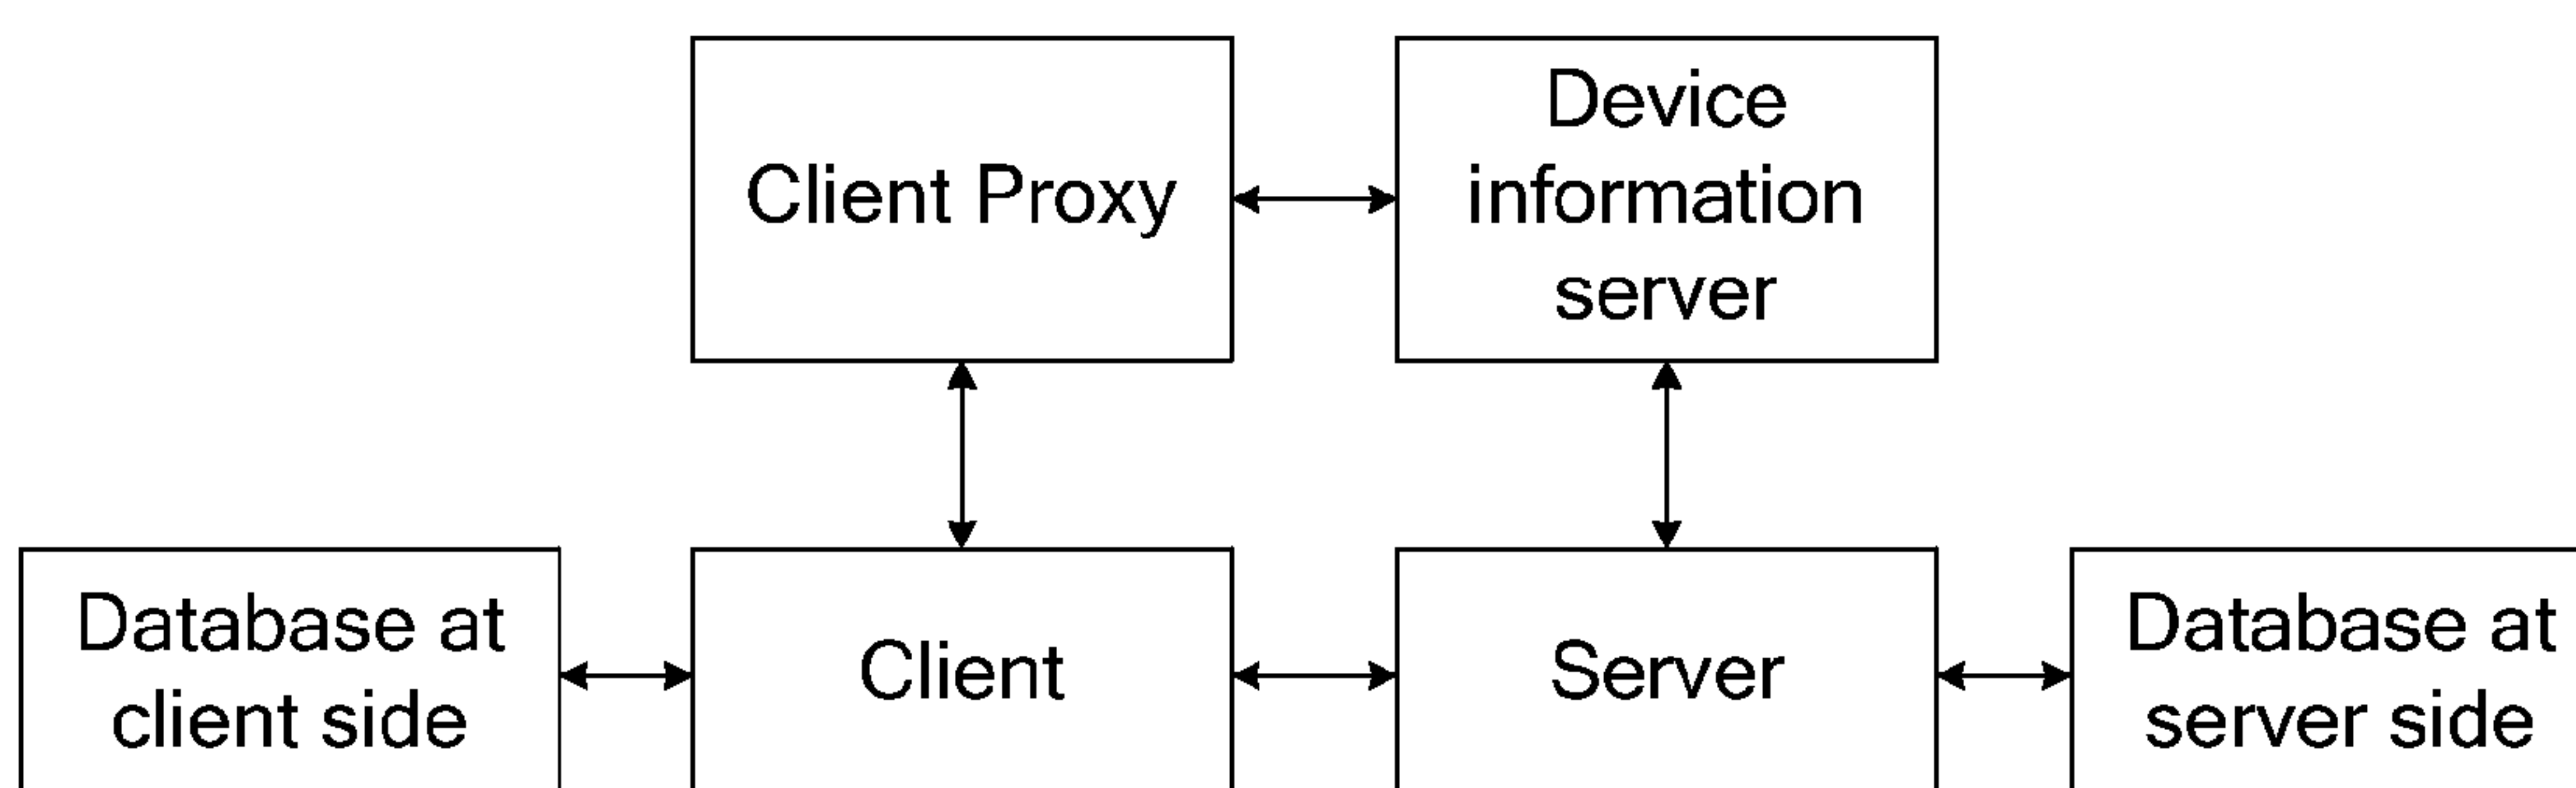 Client Proxy
Device
information
server
Database at
client side
Client
Server
Database at
server side